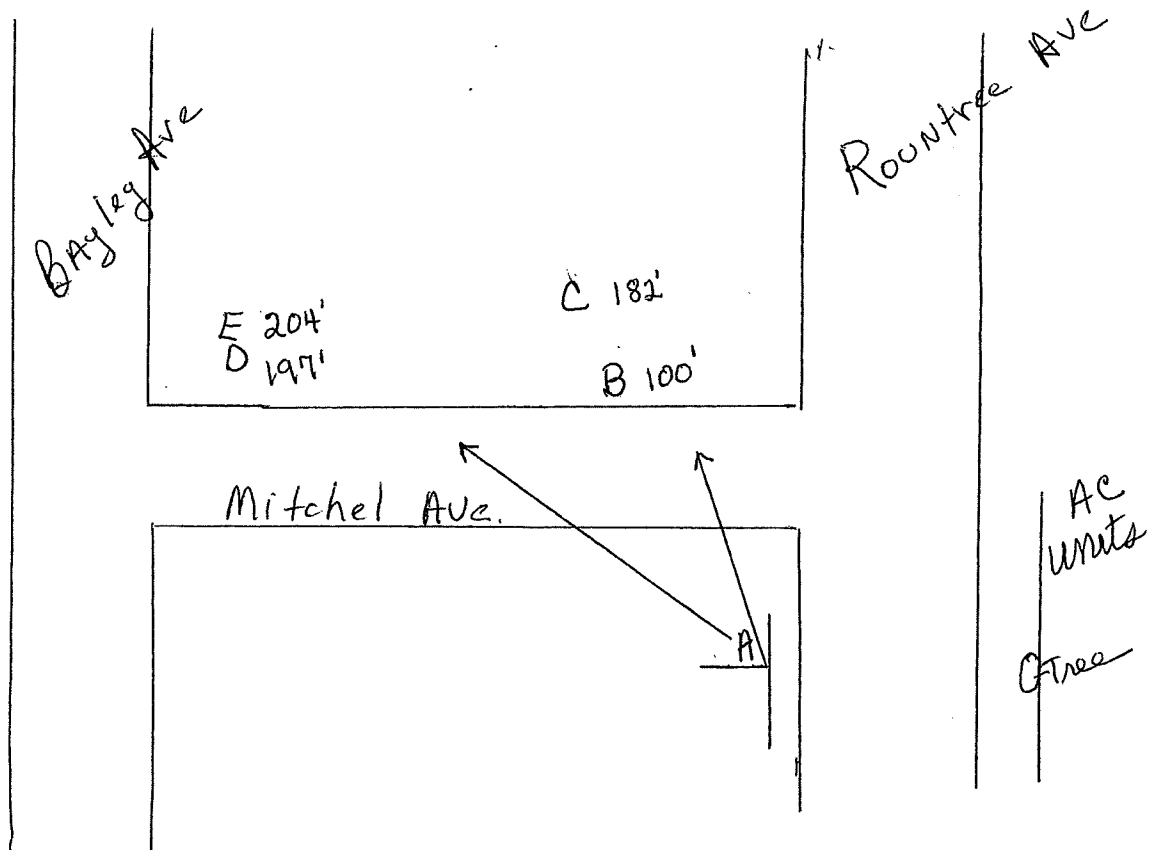 Bayley Ave
Rountree Ave
C 182'
E 204'
D 197'
B 100'
Mitchel Ave.
AC
units
A
Tree